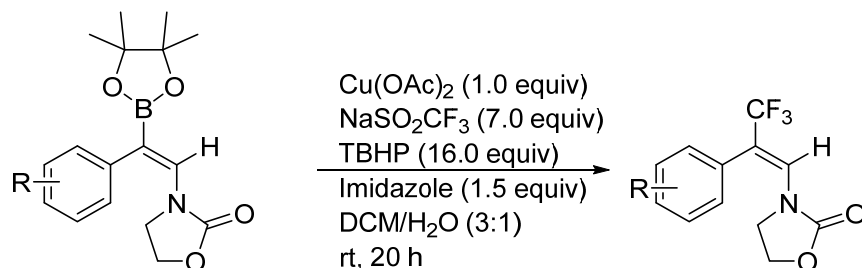 O
O
B
H
R
N
O
O
Cu(OAc)2 (1.0 equiv)
NaSO2CF3 (7.0 equiv)
TBHP (16.0 equiv)
Imidazole (1.5 equiv)
DCM/H2O (3:1)
rt, 20 h
CF3
H
R
N
O
O